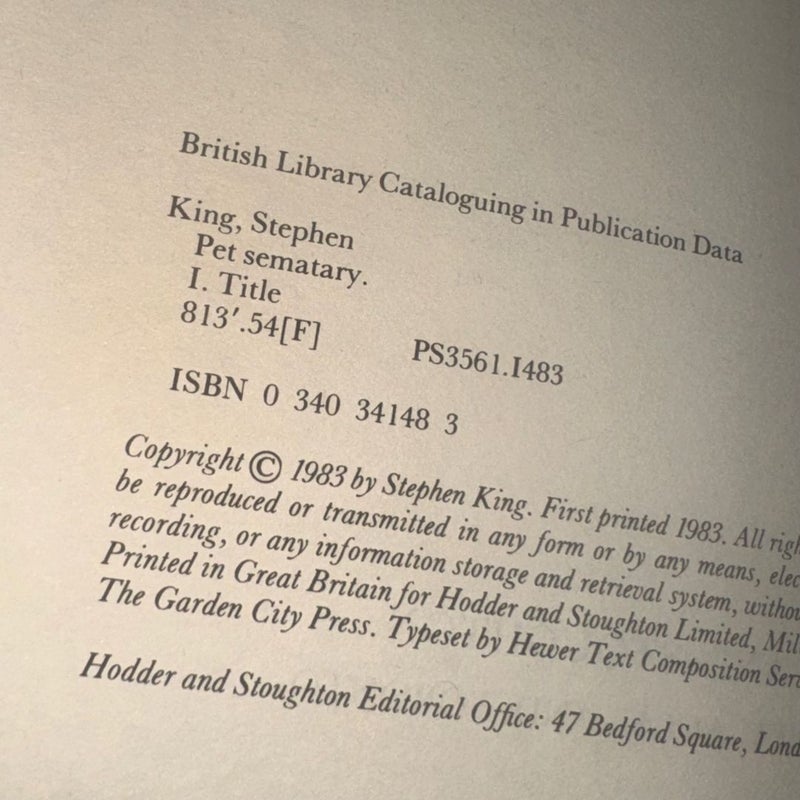 British Library Cataloguing in Publication Data
King, Stephen
Pet sematary.
I. Title
813′.54[F] PS3561.I483
ISBN 0 340 34148 3
Copyright © 1983 by Stephen King. First printed 1983. All
be reproduced or transmitted in any form or by any means,
recording, or any information storage and retrieval system,
Printed in Great Britain for Hodder and Stoughton Limited,
The Garden City Press. Typeset by Hewer Text Composition
Hodder and Stoughton Editorial Office: 47 Bedford Square,